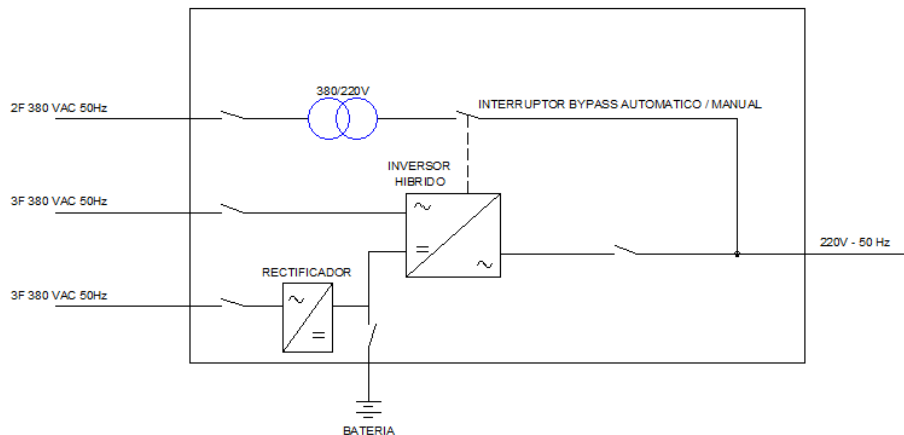 380/220V
2F 380 VAC 50Hz
INTERRUPTOR BYPASS AUTOMATICO / MANUAL
INVERSOR
HIBRIDO
3F 380 VAC 50Hz
220V - 50 Hz
RECTIFICADOR
3F 380 VAC 50Hz
BATERIA